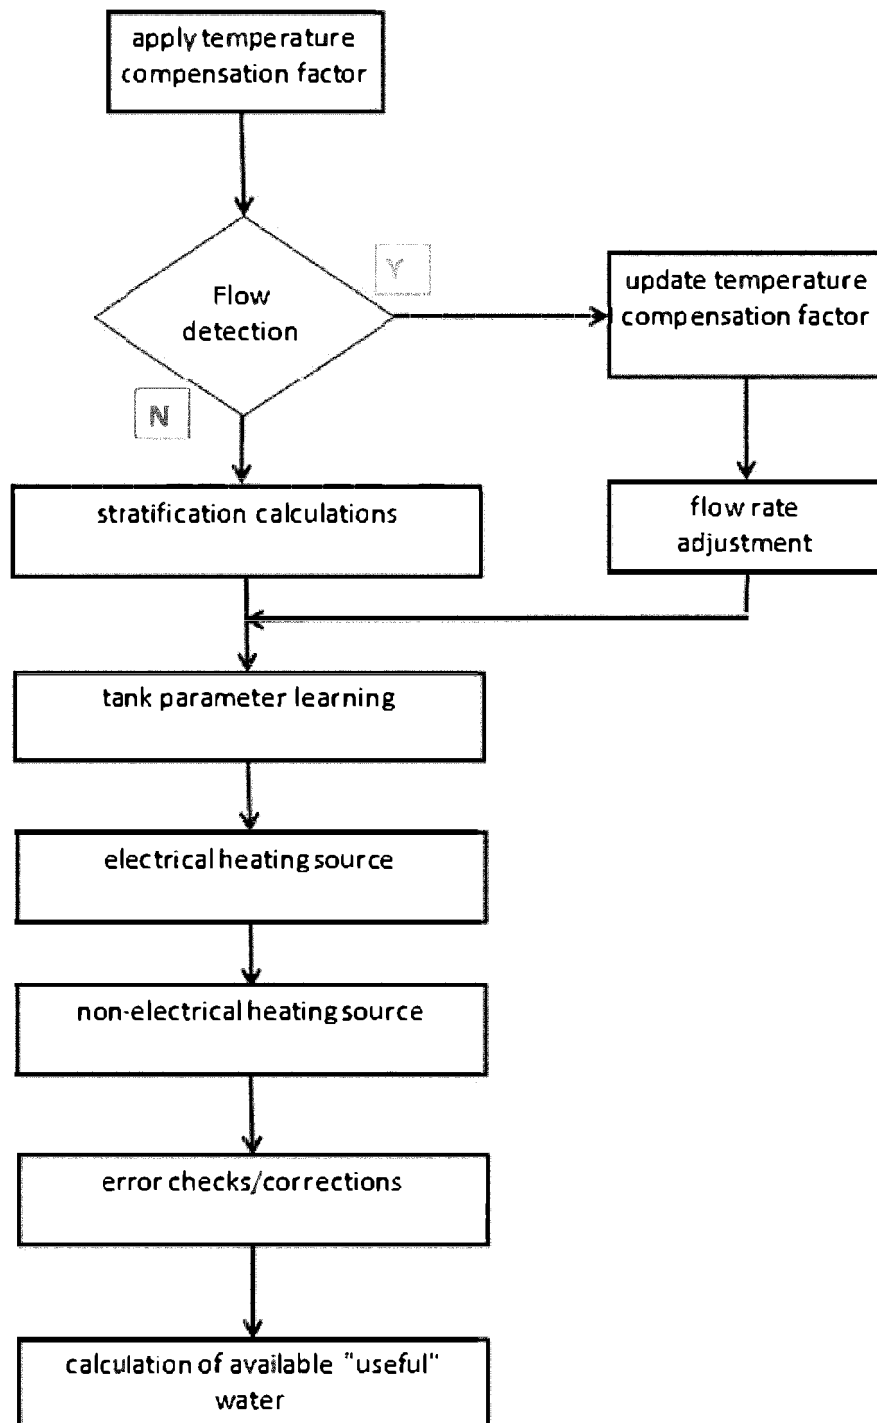 apply temperature
compensation factor
Flow
detection
Y
update temperature
compensation factor
N
stratification calculations
flow rate
adjustment
tank parameter learning
electrical heating source
non-electrical heating source
error checks/corrections
calculation of available "useful"
water